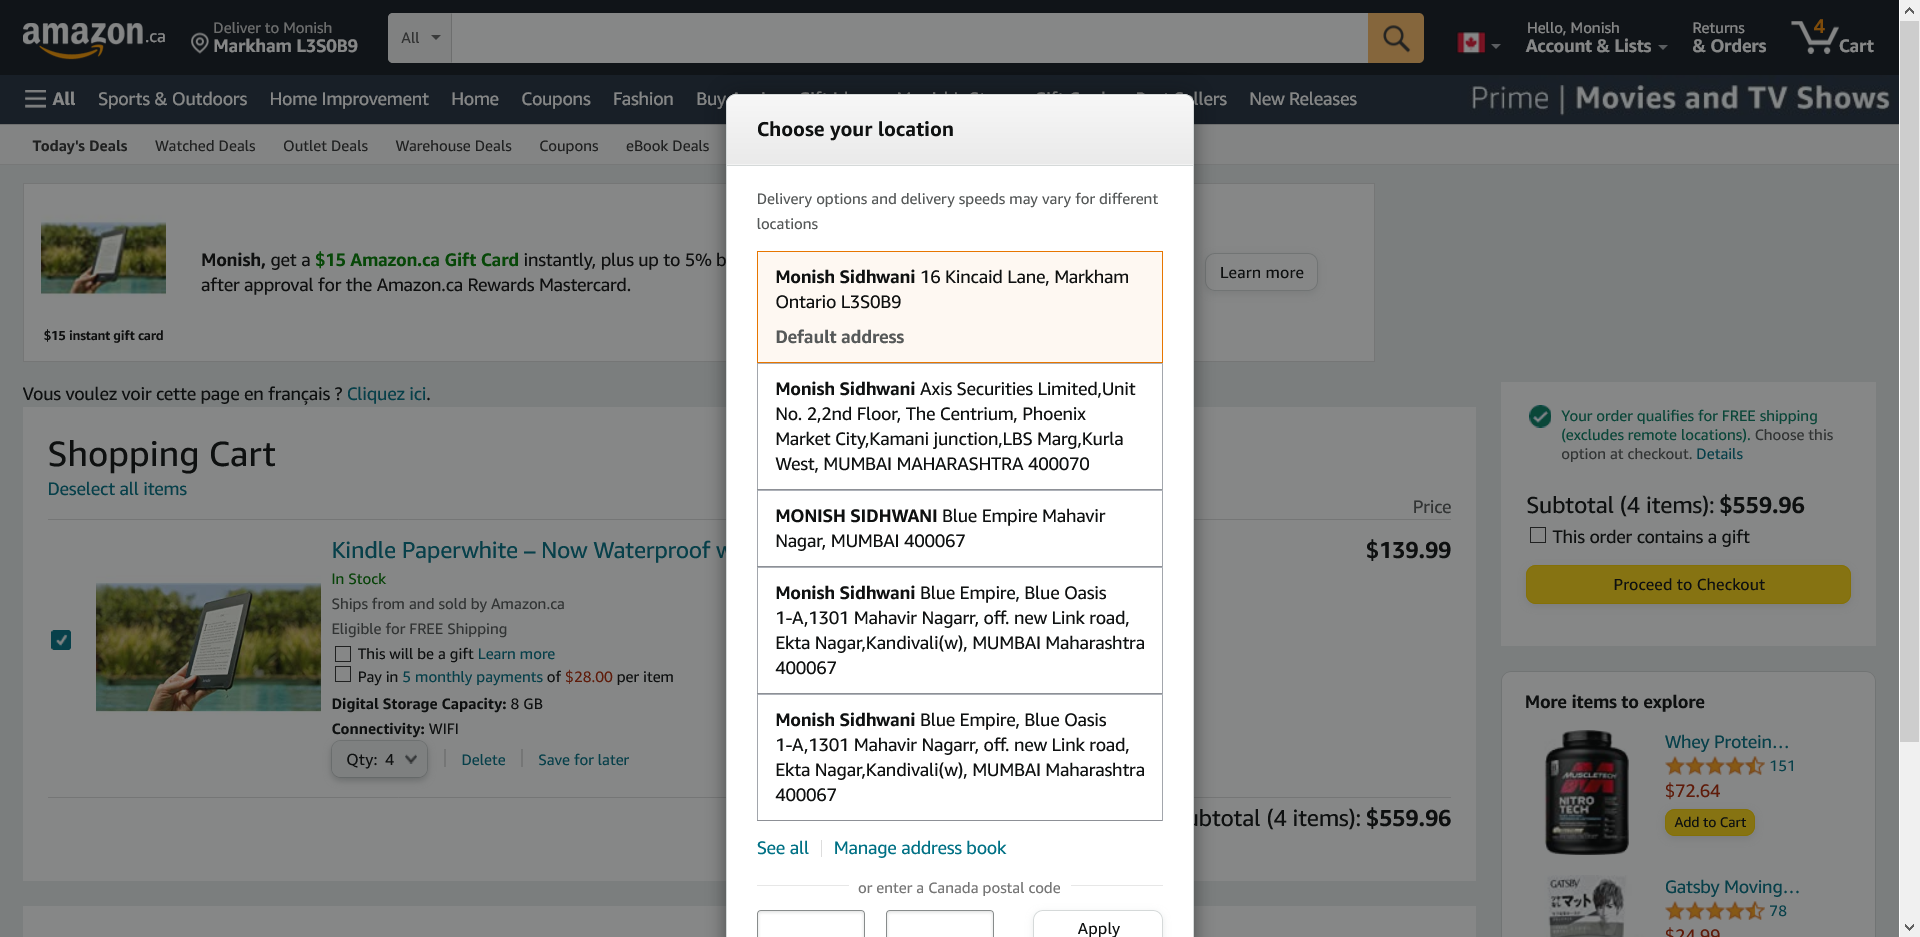 amazon.ca
Deliver to Monish
Markham L3S0B9
All
Hello, Monish
Account & Lists
Returns
& Orders
4
Cart
All
Sports & Outdoors
Home Improvement
Home
Coupons
Fashion
Buy
New Releases
Prime | Movies and TV Shows
Today's Deals
Watched Deals
Outlet Deals
Warehouse Deals
Coupons
eBook Deals
Monish, get a $15 Amazon.ca Gift Card instantly, plus up to 5% b
after approval for the Amazon.ca Rewards Mastercard.
$15 instant gift card
Learn more
Vous voulez voir cette page en français ? Cliquez ici.
Shopping Cart
Deselect all items
Price
Kindle Paperwhite – Now Waterproof
$139.99
In Stock
Ships from and sold by Amazon.ca
Eligible for FREE Shipping
This will be a gift Learn more
Pay in 5 monthly payments of $28.00 per item
Digital Storage Capacity: 8 GB
Connectivity: WIFI
Qty: 4
Delete
Save for later
ubtotal (4 items): $559.96
Choose your location
Delivery options and delivery speeds may vary for different
locations
Monish Sidhwani 16 Kincaid Lane, Markham
Ontario L3S0B9
Default address
Monish Sidhwani Axis Securities Limited,Unit
No. 2,2nd Floor, The Centrium, Phoenix
Market City,Kamani junction,LBS Marg,Kurla
West, MUMBAI MAHARASHTRA 400070
MONISH SIDHWANI Blue Empire Mahavir
Nagar, MUMBAI 400067
Monish Sidhwani Blue Empire, Blue Oasis
1-A,1301 Mahavir Nagarr, off. new Link road,
Ekta Nagar,Kandivali(w), MUMBAI Maharashtra
400067
Monish Sidhwani Blue Empire, Blue Oasis
1-A,1301 Mahavir Nagarr, off. new Link road,
Ekta Nagar,Kandivali(w), MUMBAI Maharashtra
400067
See all
Manage address book
or enter a Canada postal code
Apply
Your order qualifies for FREE shipping
(excludes remote locations). Choose this
option at checkout. Details
Subtotal (4 items): $559.96
This order contains a gift
Proceed to Checkout
More items to explore
MUSCLETECH
NITRO
TECH
Whey Protein...
151
$72.64
Add to Cart
GATSBY
マット
Gatsby Moving...
78
$24.99